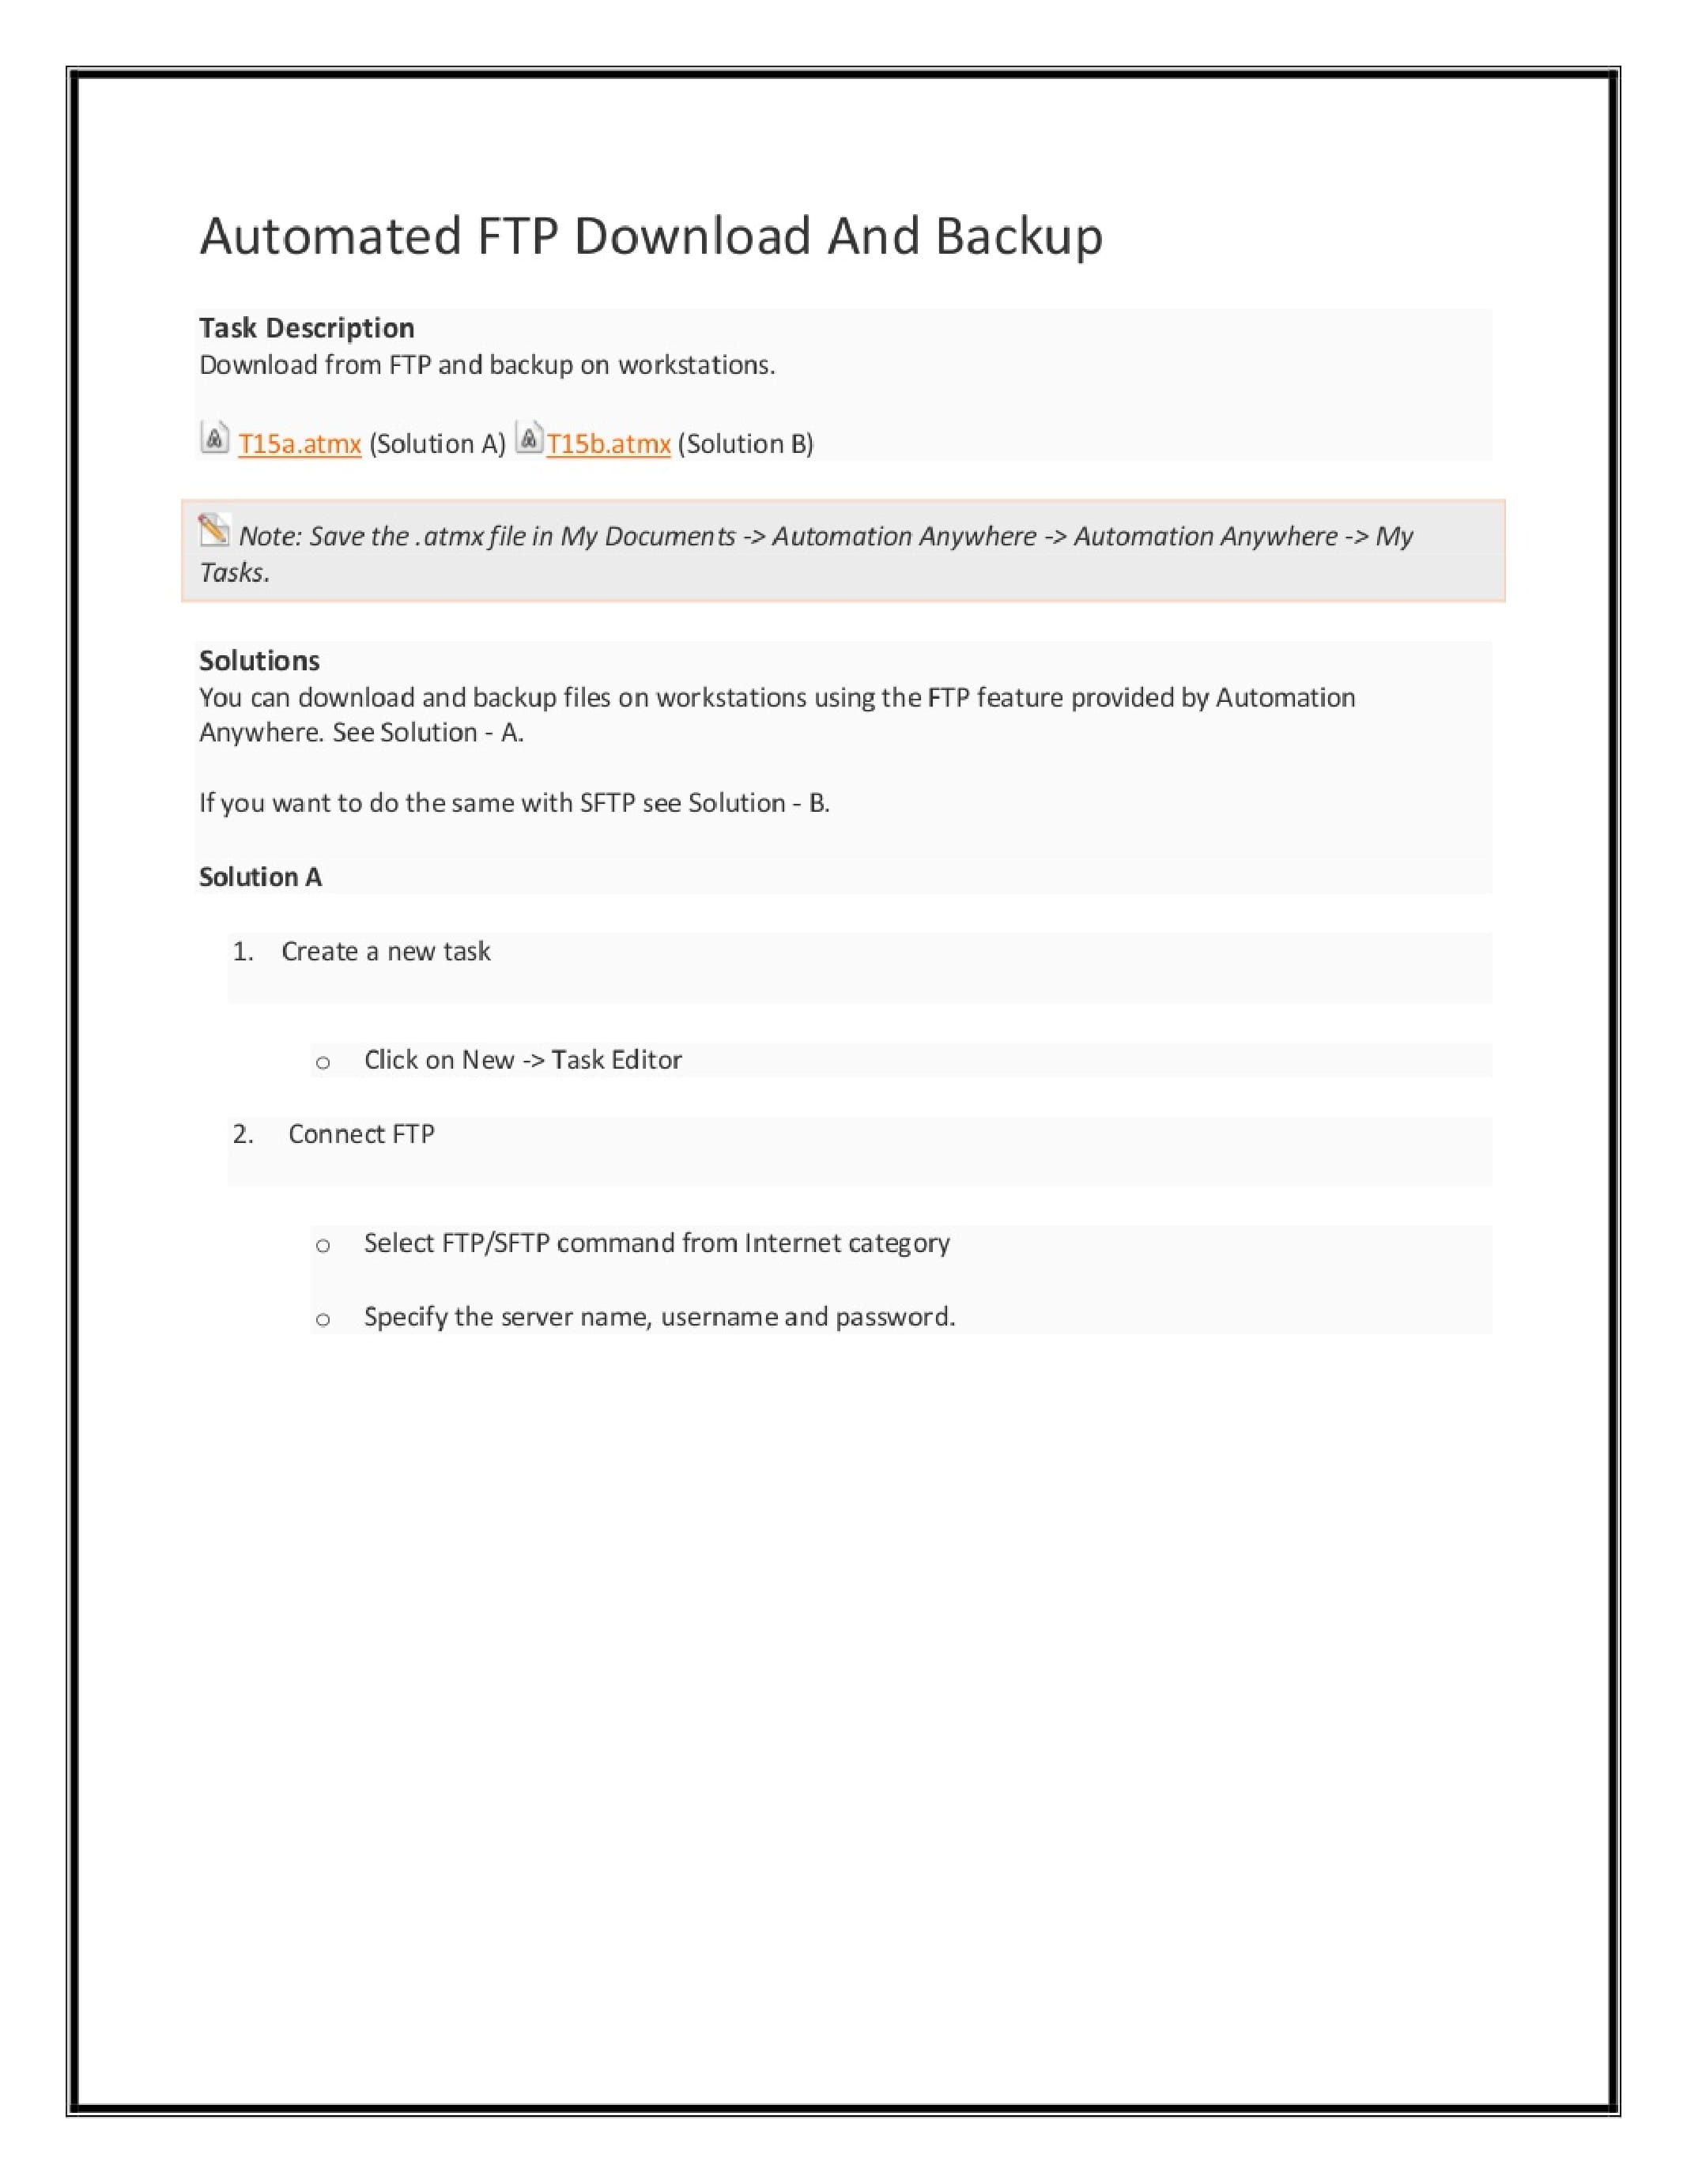 Automated FTP Download And Backup
Task Description
Download from FTP and backup on workstations.
T15a.atmx (Solution A) T15b.atmx (Solution B)
Note: Save the .atmx file in My Documents -> Automation Anywhere -> Automation Anywhere -> My
Tasks.
Solutions
You can download and backup files on workstations using the FTP feature provided by Automation
Anywhere. See Solution - A.
If you want to do the same with SFTP see Solution - B.
Solution A
1. Create a new task
o Click on New -> Task Editor
2. Connect FTP
o Select FTP/SFTP command from Internet category
o Specify the server name, username and password.